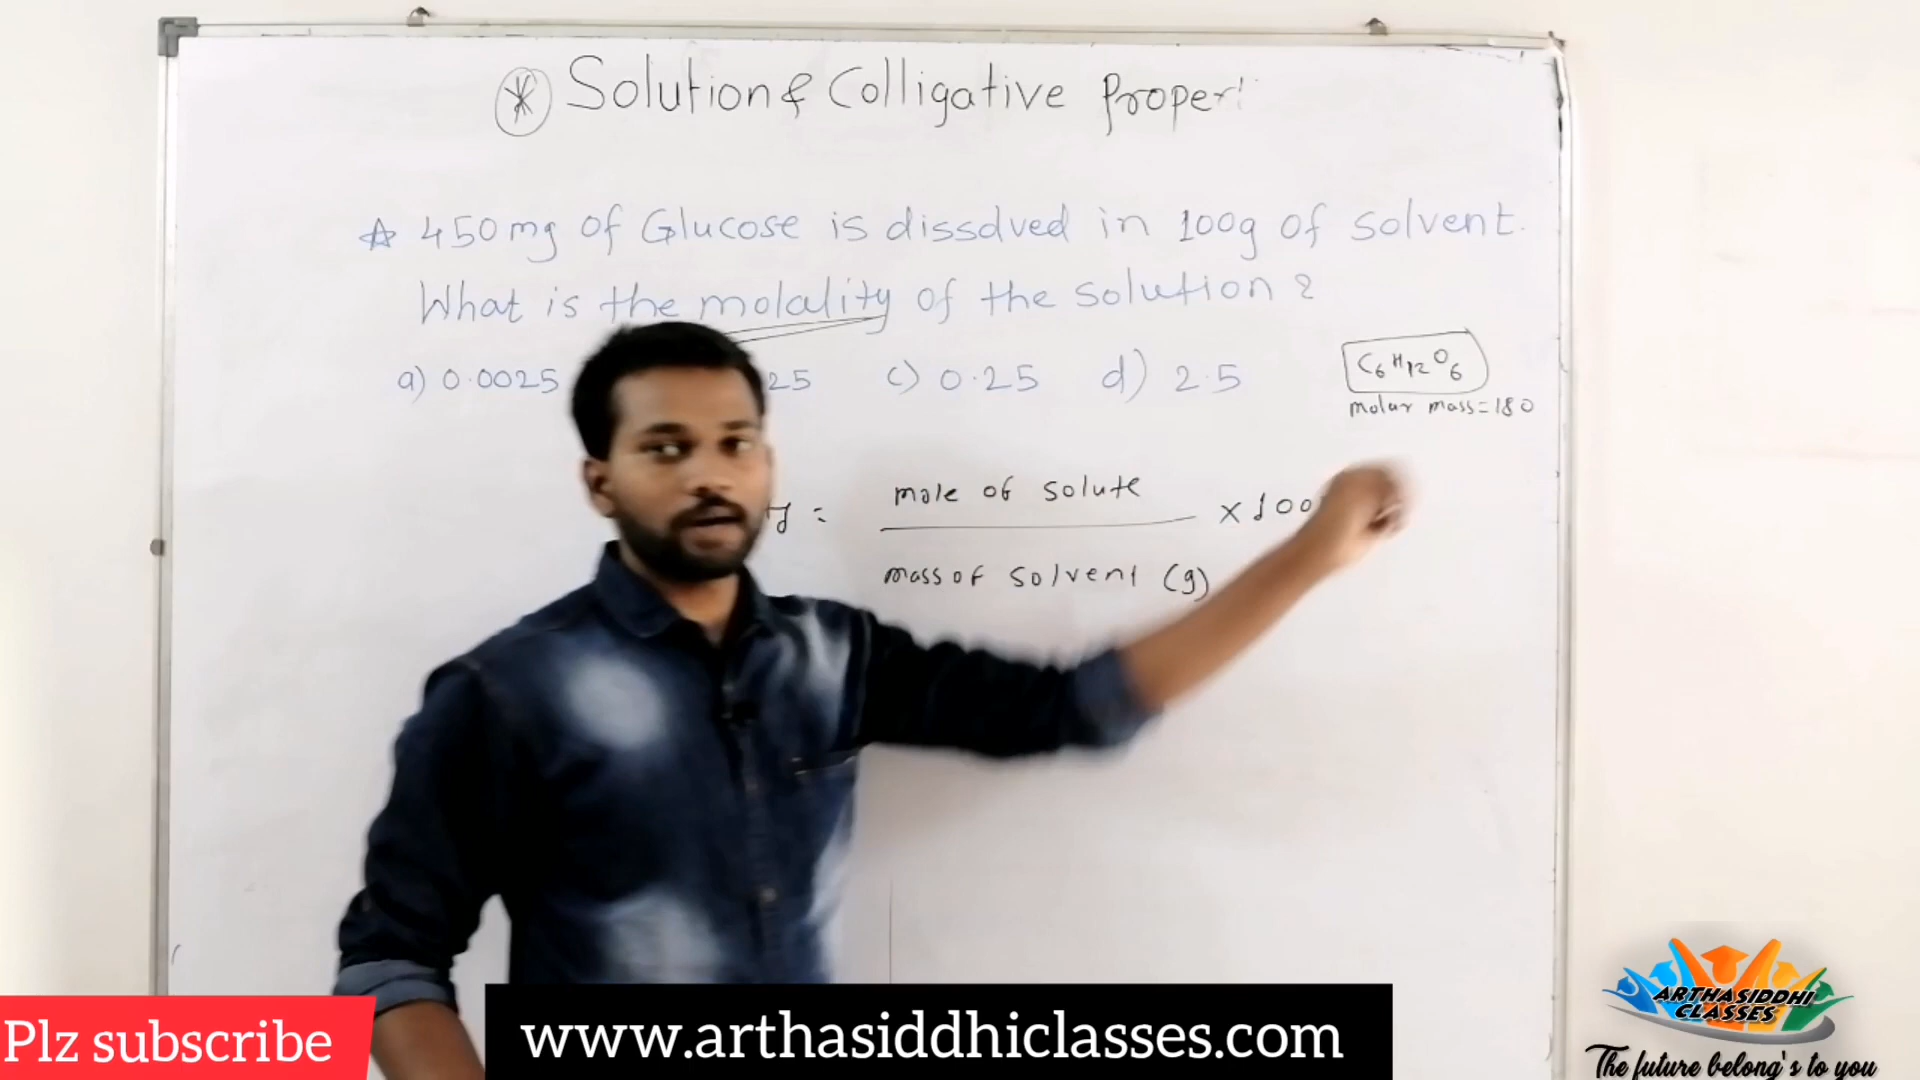 Solution & Colligative Proper
450mg of Glucose is dissolved in 100g of solvent.
What is the molality of the solution ?
a) 0.0025 25 c) 0.25 d) 2.5
C6H12O6
molar mass = 180
y = mole of solute × 100
mass of solvent (g)
Plz subscribe
www.arthasiddhiclasses.com
ARTHASIDDHI
CLASSES
The future belong's to you